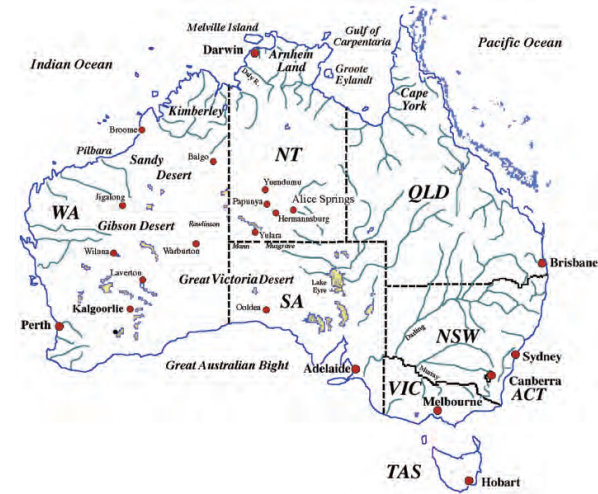 Melville Island
Gulf of
Carpentaria
Pacific Ocean
Darwin
Arnhem
Land
Indian Ocean
Groote
Eylandt
Daly R.
Cape
York
Kimberley
Broome
Pilbara
Sandy
Desert
Balgo
NT
QLD
Yuendumu
Papunya
Alice Springs
Hermannsburg
Jigalong
WA
Gibson Desert
Rawlinson
Yulara
Mann
Musgrave
Wiluna
Warburton
Brisbane
Laverton
Great Victoria Desert
Lake
Eyre
SA
Kalgoorlie
Ooldea
Perth
Darling
NSW
Sydney
Great Australian Bight
Adelaide
Murray
Canberra
ACT
VIC
Melbourne
TAS
Hobart